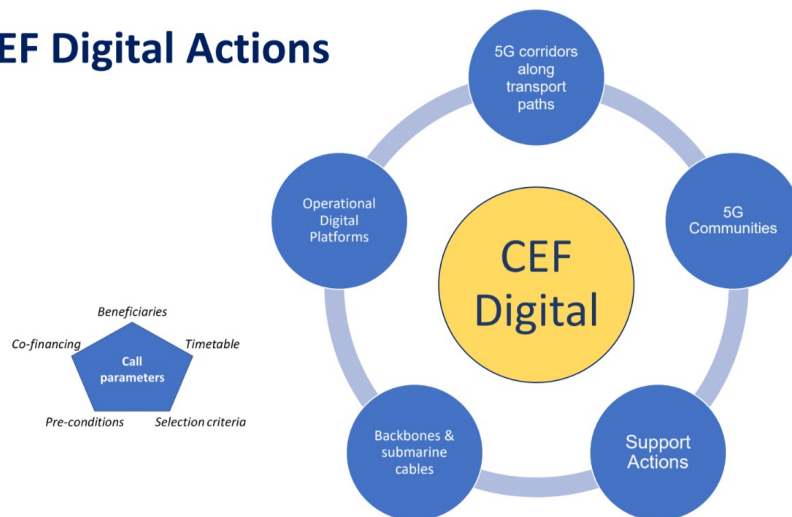 EF Digital Actions
5G corridors
along
transport
paths
Operational
Digital
Platforms
5G
Communities
CEF
Digital
Beneficiaries
Co-financing
Timetable
Call
parameters
Pre-conditions
Selection criteria
Backbones &
submarine
cables
Support
Actions